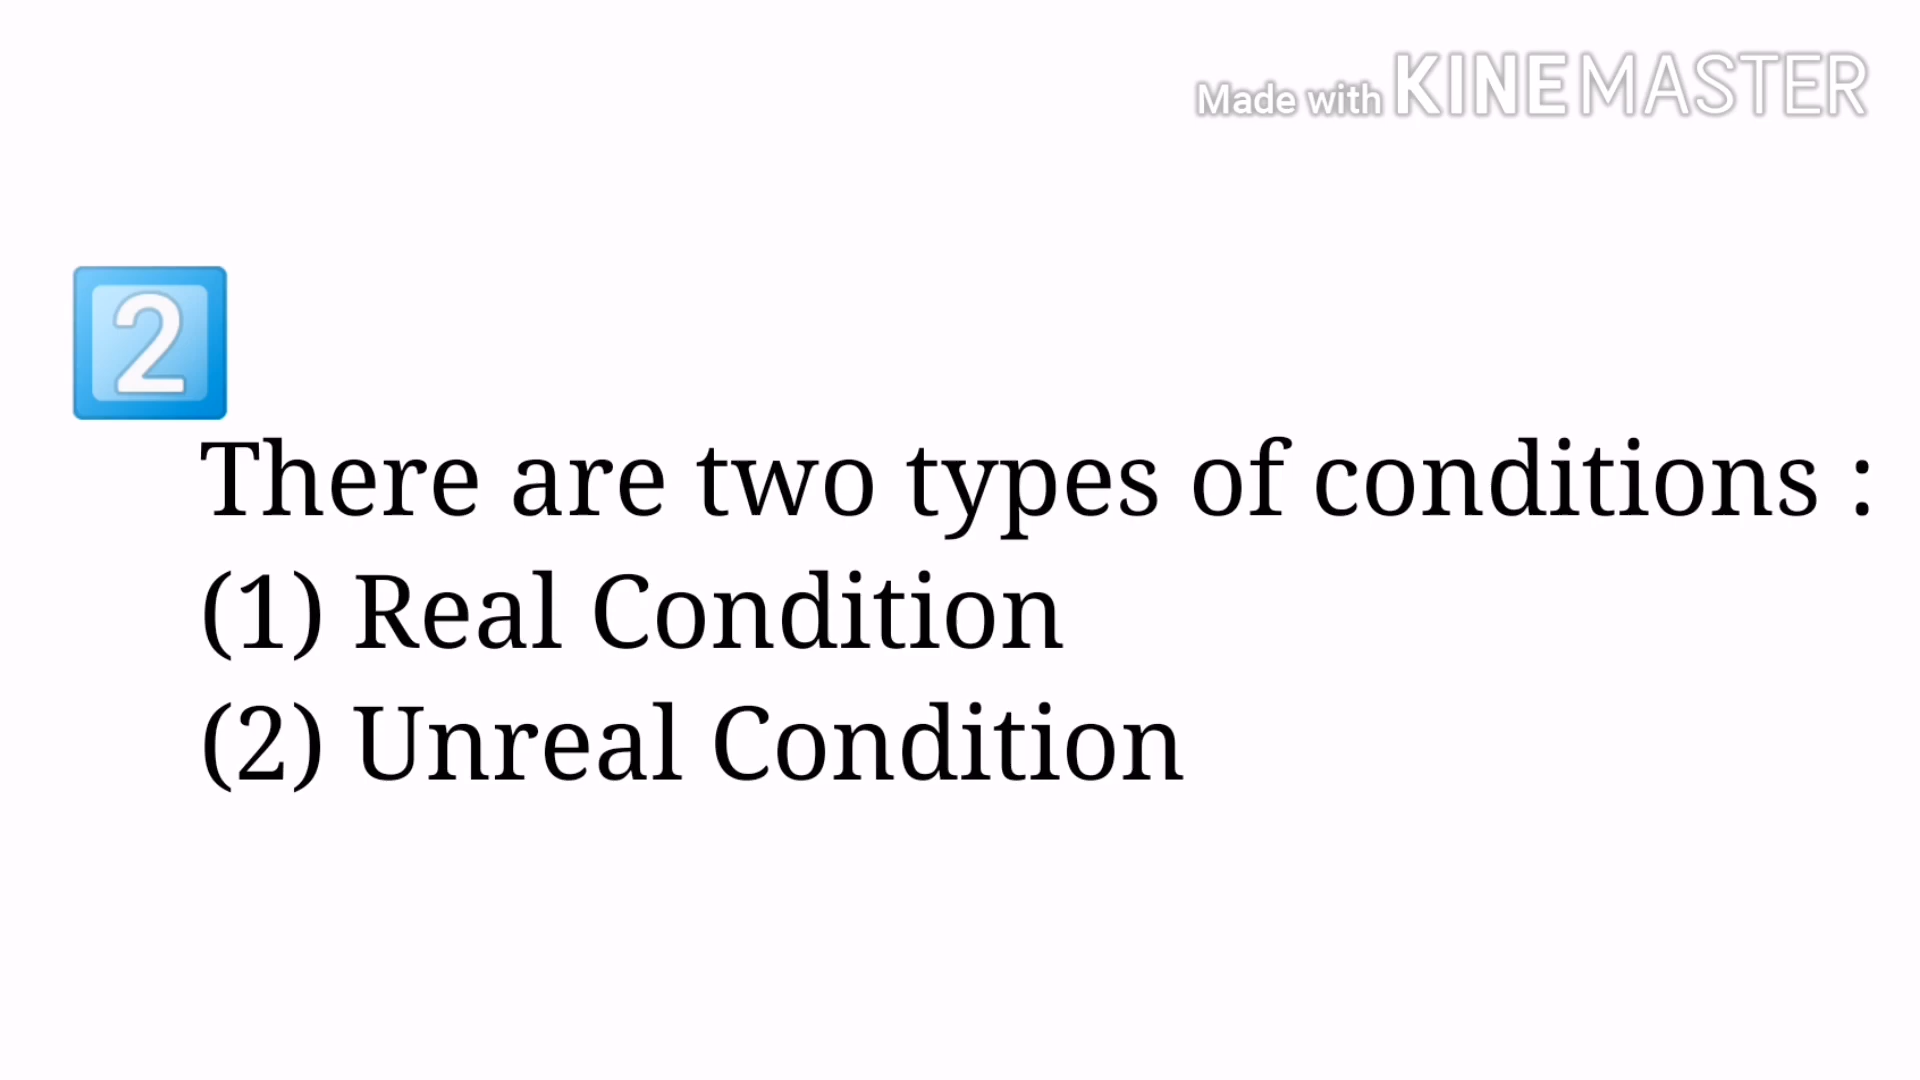 Made with KINEMASTER
2
There are two types of conditions :
(1) Real Condition
(2) Unreal Condition